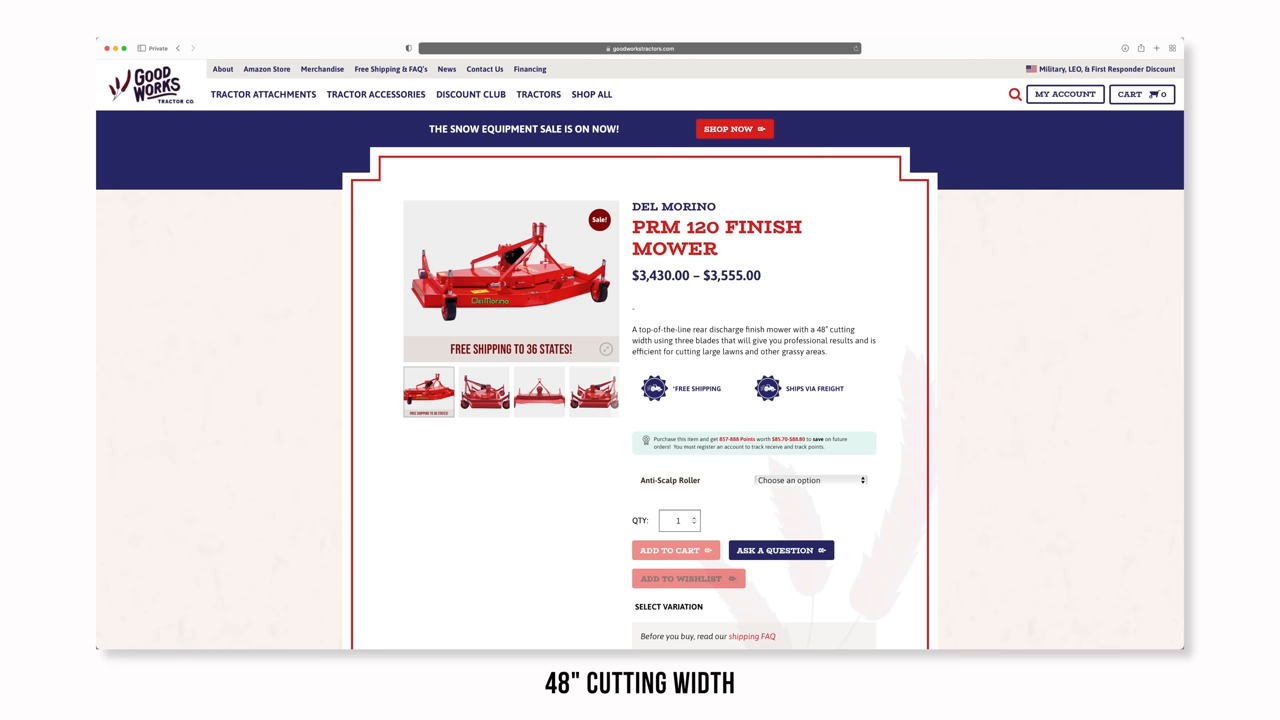 Private
goodworkstractors.com
GOOD
WORKS
TRACTOR CO.
About Amazon Store Merchandise Free Shipping & FAQ's News Contact Us Financing
Military, LEO, & First Responder Discount
TRACTOR ATTACHMENTS TRACTOR ACCESSORIES DISCOUNT CLUB TRACTORS SHOP ALL
MY ACCOUNT CART 0
THE SNOW EQUIPMENT SALE IS ON NOW! SHOP NOW
Sale!
DelMorino
FREE SHIPPING TO 36 STATES!
FREE SHIPPING TO 36 STATES!
DEL MORINO
PRM 120 FINISH
MOWER
$3,430.00 – $3,555.00
-
A top-of-the-line rear discharge finish mower with a 48" cutting
width using three blades that will give you professional results and is
efficient for cutting large lawns and other grassy areas.
*FREE SHIPPING SHIPS VIA FREIGHT
Purchase this item and get 857-888 Points worth $85.70-$88.80 to save on future
orders! You must register an account to track receive and track points.
Anti-Scalp Roller Choose an option
QTY: 1
ADD TO CART ASK A QUESTION
ADD TO WISHLIST
SELECT VARIATION
Before you buy, read our shipping FAQ
48" CUTTING WIDTH